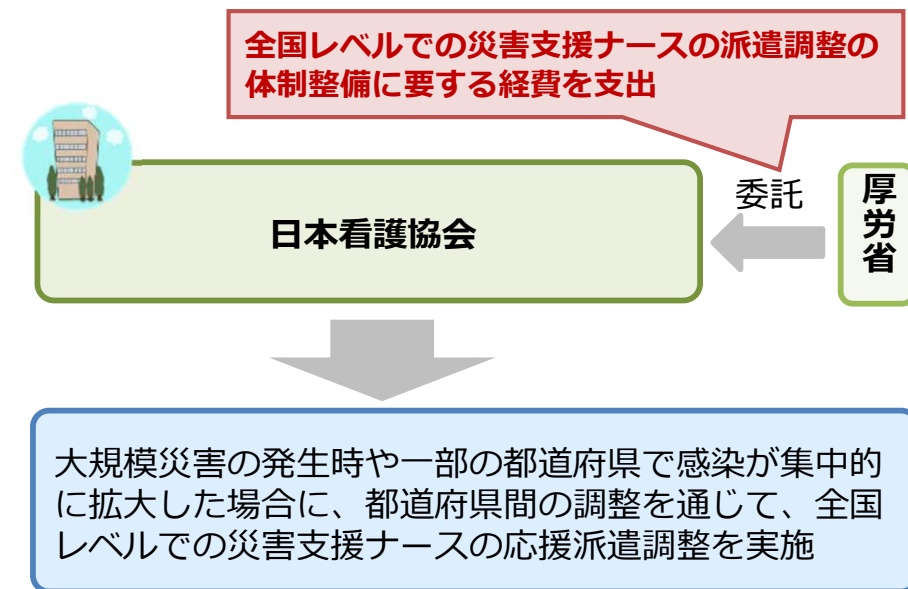 全国レベルでの災害支援ナースの派遣調整の
体制整備に要する経費を支出
委託
厚労省
日本看護協会
大規模災害の発生時や一部の都道府県で感染が集中的
に拡大した場合に、都道府県間の調整を通じて、全国
レベルでの災害支援ナースの応援派遣調整を実施